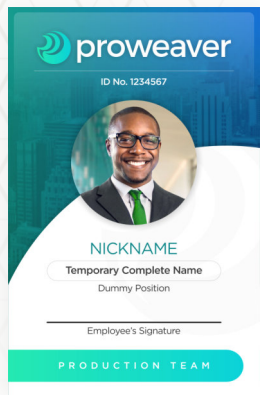 proweaver
ID No. 1234567
NICKNAME
Temporary Complete Name
Dummy Position
Employee's Signature
PRODUCTION TEAM